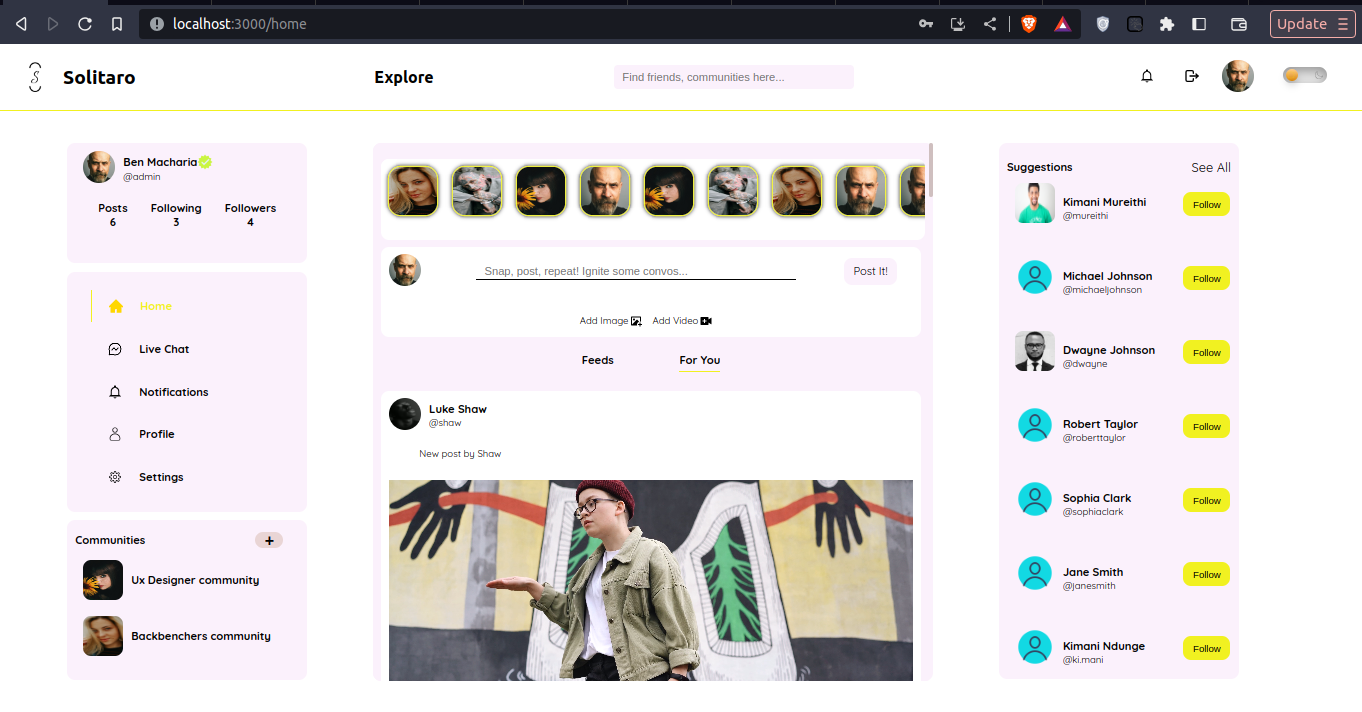 localhost:3000/home
Update
S
Solitaro
Explore
Find friends, communities here...
Ben Macharia
@admin
Posts
6
Following
3
Followers
4
Home
Live Chat
Notifications
Profile
Settings
Communities
+
Ux Designer community
Backbenchers community
Snap, post, repeat! Ignite some convos...
Post It!
Add Image
Add Video
Feeds
For You
Luke Shaw
@shaw
New post by Shaw
Suggestions
See All
Kimani Mureithi
@mureithi
Follow
Michael Johnson
@michaeljohnson
Follow
Dwayne Johnson
@dwayne
Follow
Robert Taylor
@roberttaylor
Follow
Sophia Clark
@sophiaclark
Follow
Jane Smith
@janesmith
Follow
Kimani Ndunge
@ki.mani
Follow